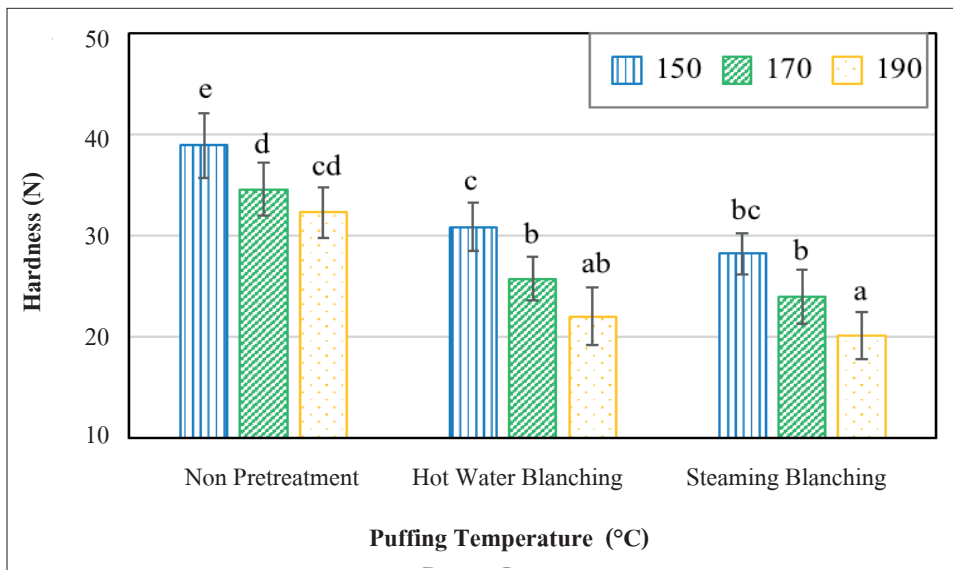 50
150 170 190
e
40
d
cd
c
bc
30
b
ab
b
a
20
10
Hardness (N)
Non Pretreatment Hot Water Blanching Steaming Blanching
Puffing Temperature (°C)